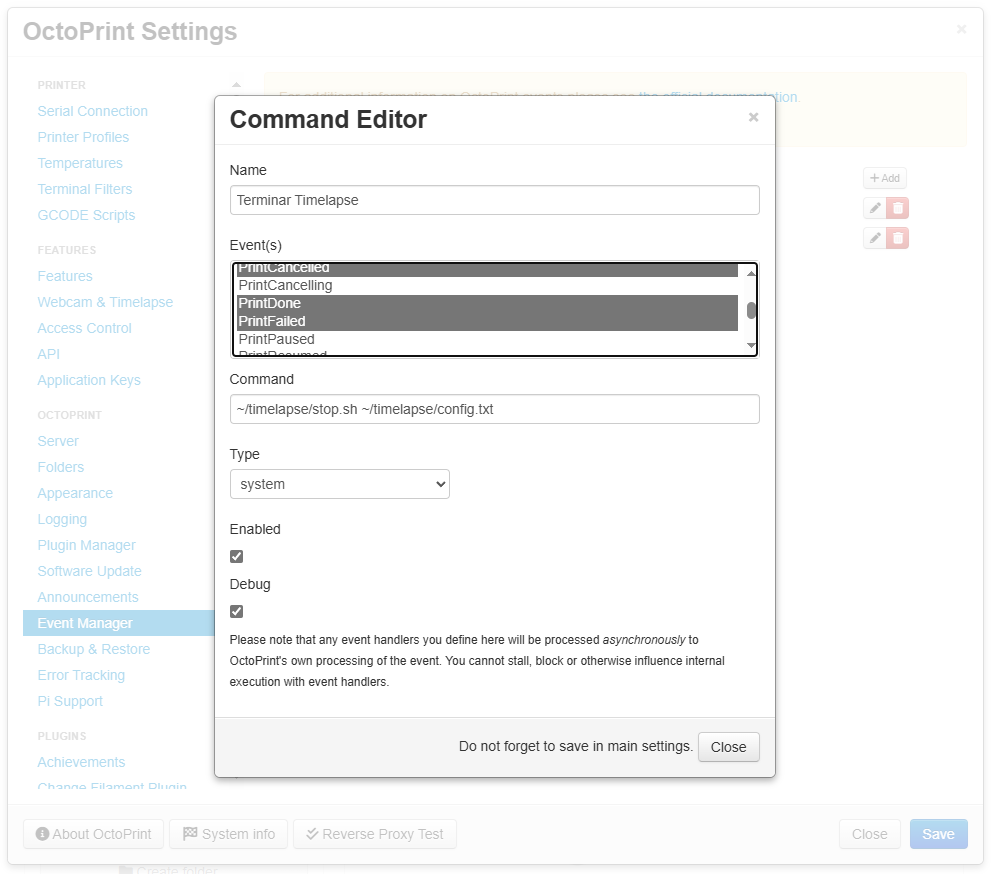 OctoPrint Settings
×
PRINTER
Serial Connection
Printer Profiles
Temperatures
Terminal Filters
GCODE Scripts
FEATURES
Features
Webcam & Timelapse
Access Control
API
Application Keys
OCTOPRINT
Server
Folders
Appearance
Logging
Plugin Manager
Software Update
Announcements
Event Manager
Backup & Restore
Error Tracking
Pi Support
PLUGINS
Achievements
Change Filament Plugin
For additional information on OctoPrint events please see the official documentation.
+ Add
Command Editor
×
Name
Terminar Timelapse
Event(s)
PrintCancelled
PrintCancelling
PrintDone
PrintFailed
PrintPaused
PrintResumed
Command
~/timelapse/stop.sh ~/timelapse/config.txt
Type
system
Enabled
Debug
Please note that any event handlers you define here will be processed asynchronously to
OctoPrint's own processing of the event. You cannot stall, block or otherwise influence internal
execution with event handlers.
Do not forget to save in main settings.
Close
About OctoPrint
System info
Reverse Proxy Test
Close
Save
Create folder